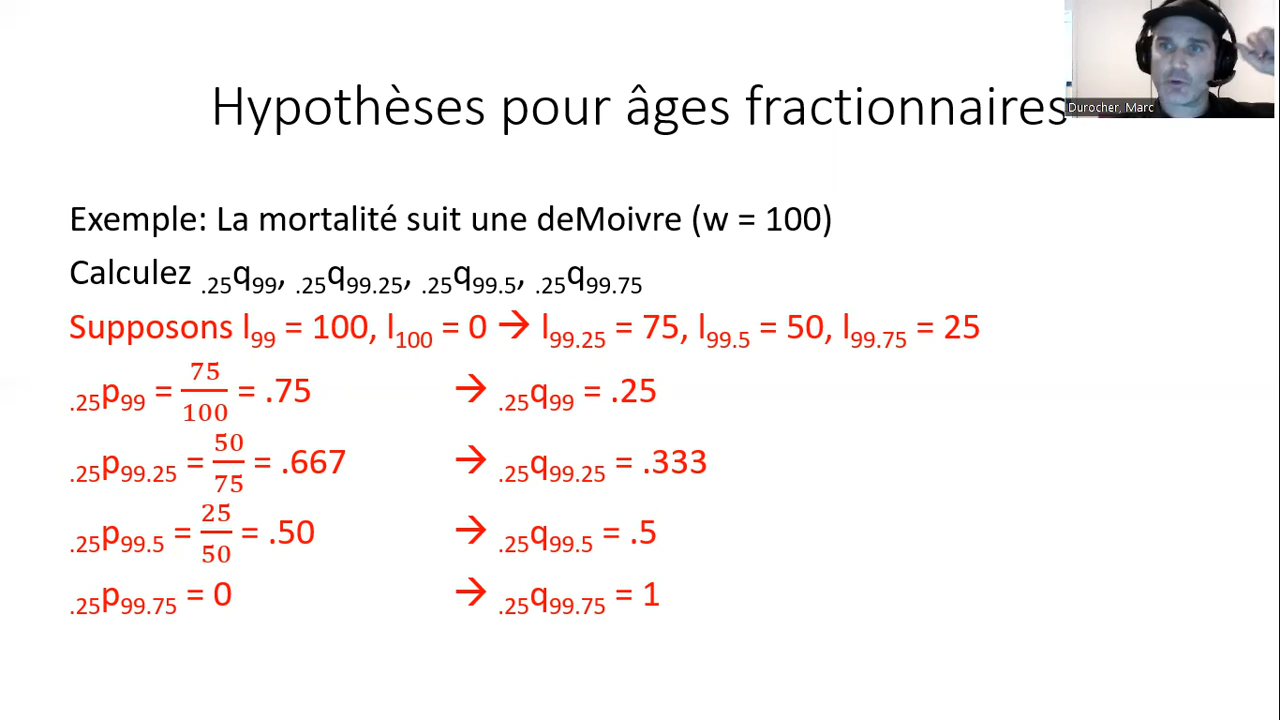 Durocher, Marc
Hypothèses pour âges fractionnaires
Exemple: La mortalité suit une deMoivre (w = 100)
Calculez .25q99, .25q99.25, .25q99.5, .25q99.75
Supposons l99 = 100, l100 = 0 → l99.25 = 75, l99.5 = 50, l99.75 = 25
.25p99 = 75/100 = .75 → .25q99 = .25
.25p99.25 = 50/75 = .667 → .25q99.25 = .333
.25p99.5 = 25/50 = .50 → .25q99.5 = .5
.25p99.75 = 0 → .25q99.75 = 1